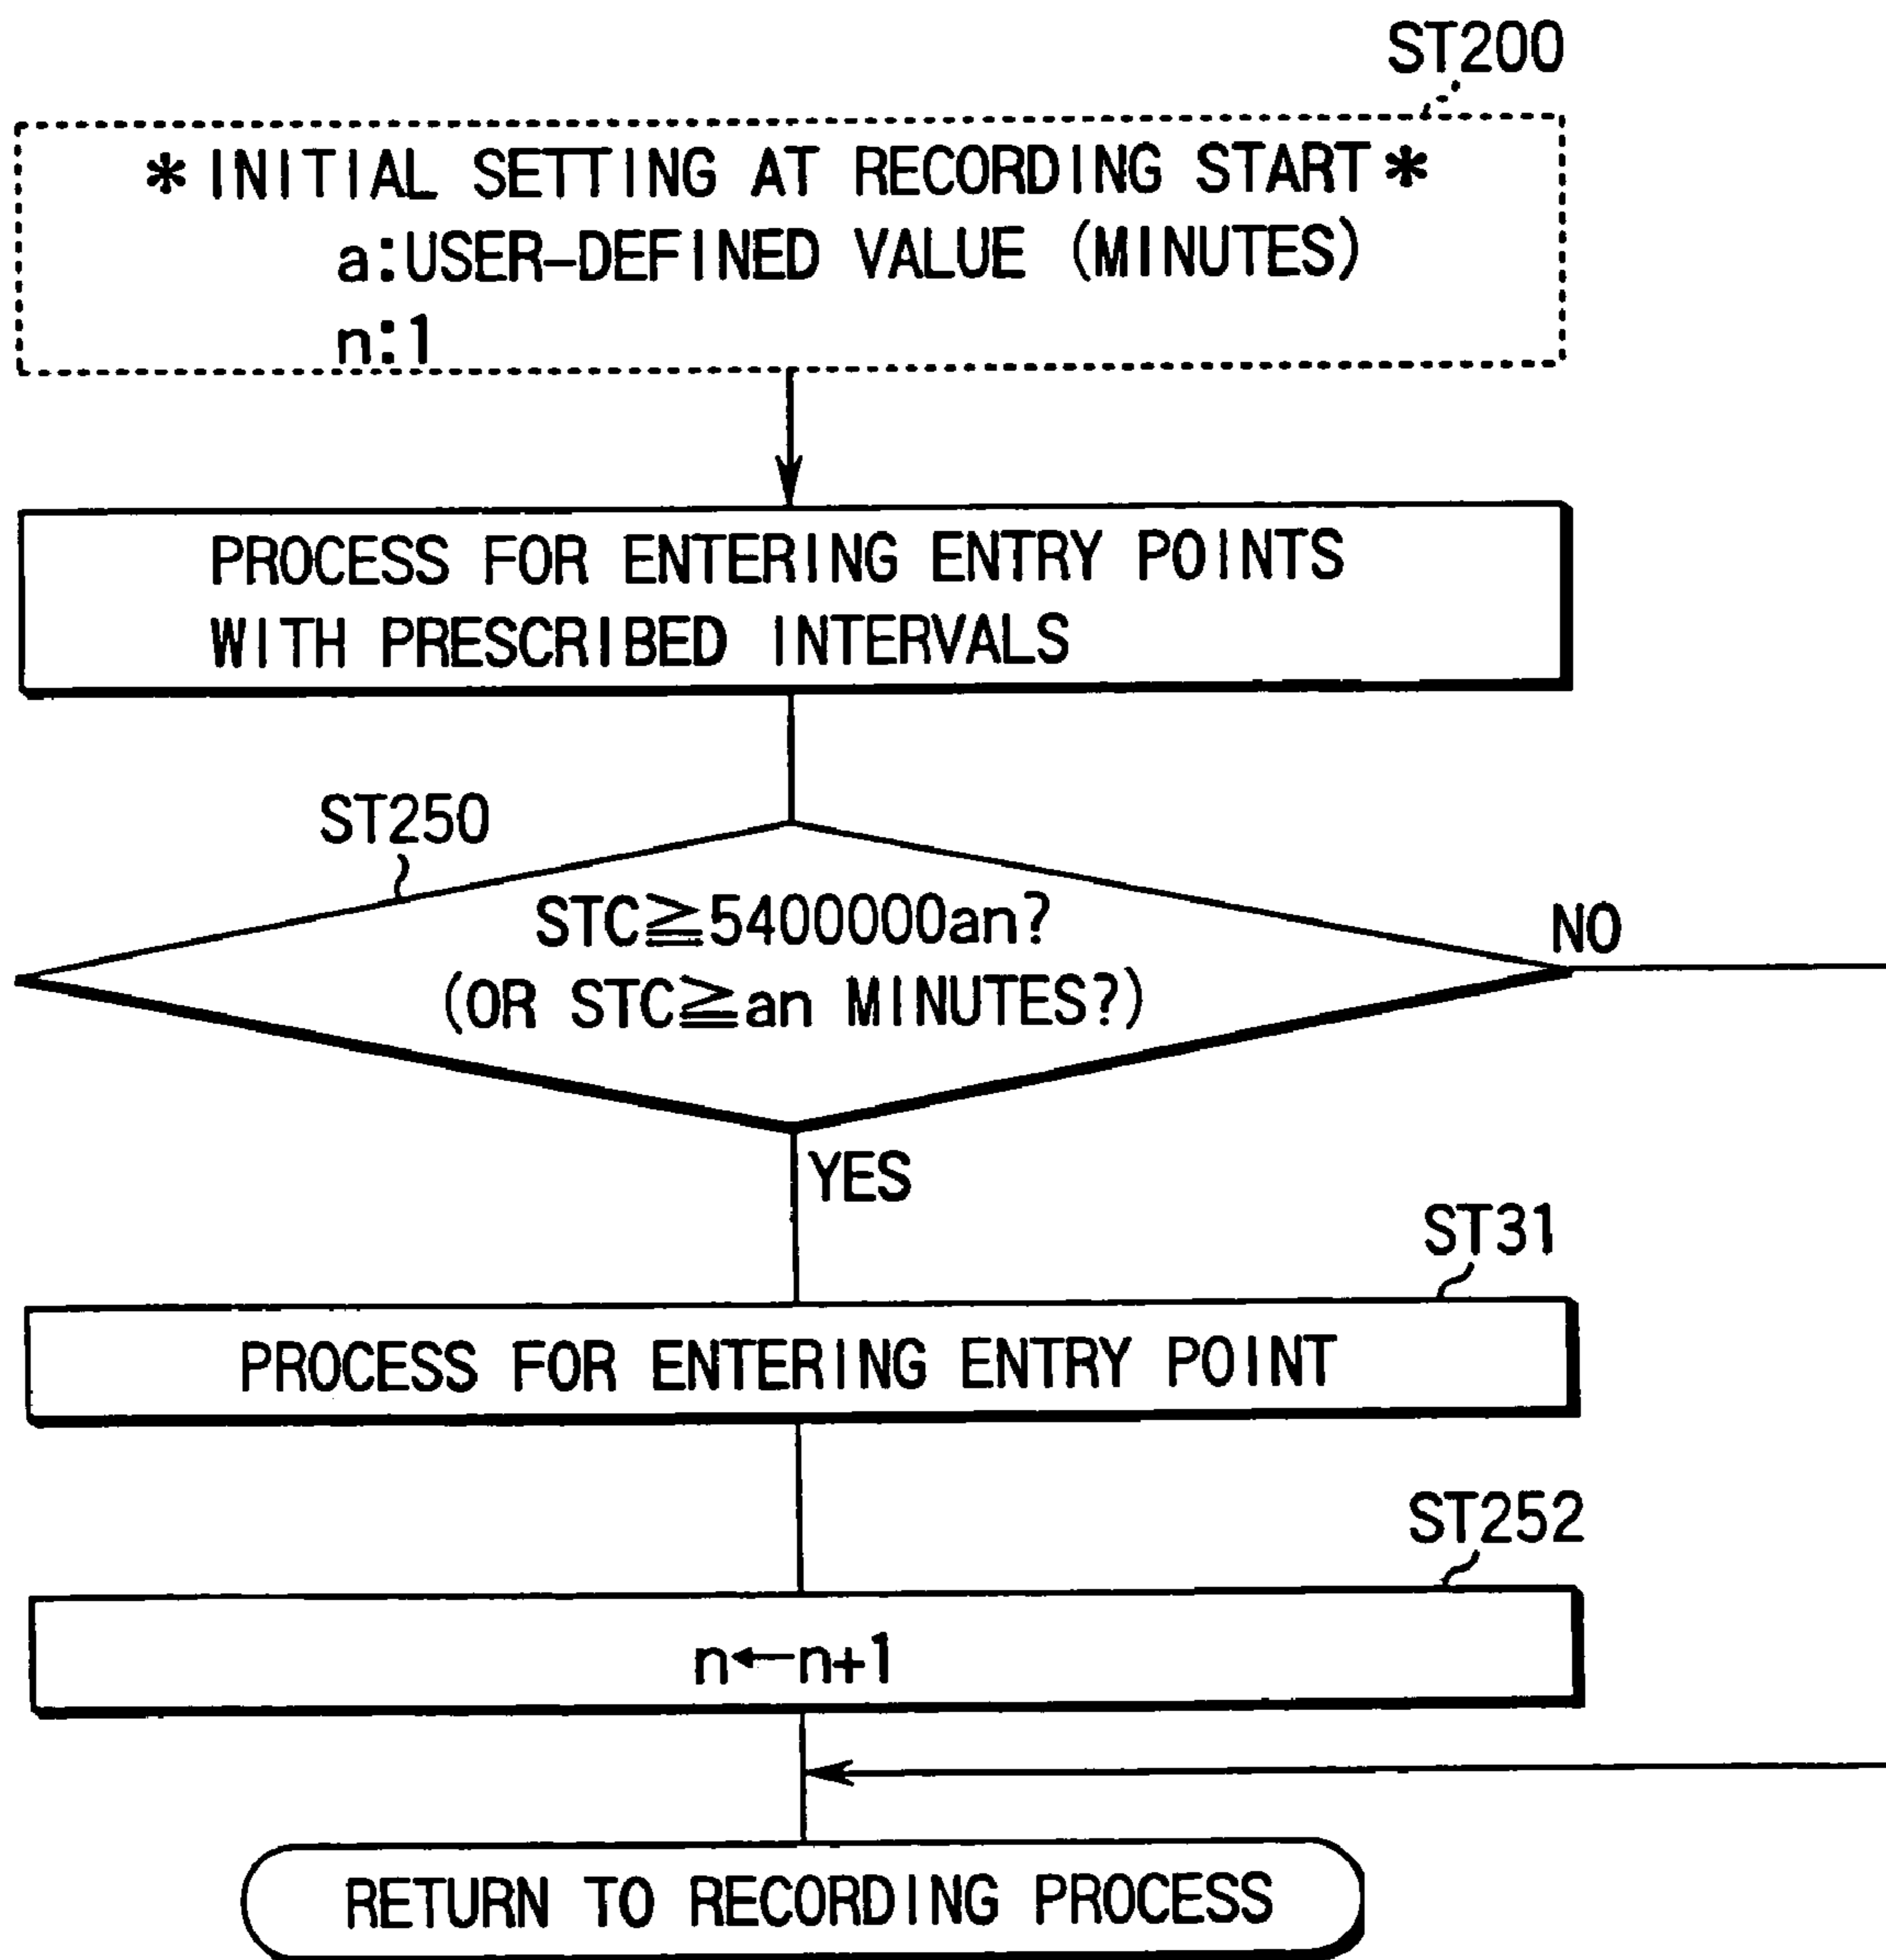 ST200
*INITIAL SETTING AT RECORDING START*
a:USER-DEFINED VALUE (MINUTES)
n:1
PROCESS FOR ENTERING ENTRY POINTS
WITH PRESCRIBED INTERVALS
ST250
STC≧5400000an?
(OR STC≧an MINUTES?)
NO
YES
ST31
PROCESS FOR ENTERING ENTRY POINT
ST252
n←n+1
RETURN TO RECORDING PROCESS